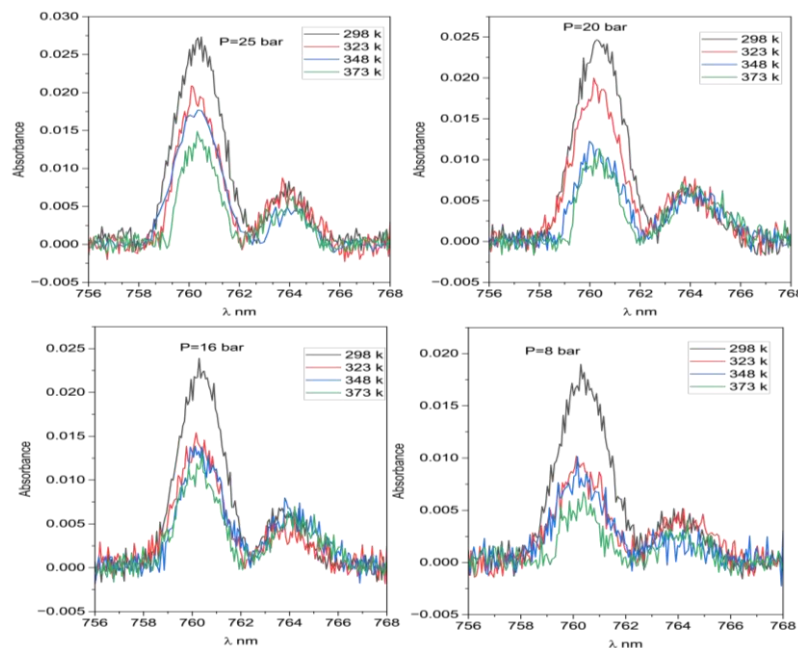 P=25 bar
298 k
323 k
348 k
373 k
0.030
0.025
0.020
0.015
0.010
0.005
0.000
−0.005
Absorbance
756 758 760 762 764 766 768
λ nm
P=20 bar
298 k
323 k
348 k
373 k
0.025
0.020
0.015
0.010
0.005
0.000
−0.005
Absorbance
756 758 760 762 764 766 768
λ nm
P=16 bar
298 k
323 k
348 k
373 k
0.025
0.020
0.015
0.010
0.005
0.000
−0.005
Absorbance
756 758 760 762 764 766 768
λ nm
P=8 bar
298 k
323 k
348 k
373 k
0.020
0.015
0.010
0.005
0.000
−0.005
Absorbance
756 758 760 762 764 766 768
λ nm